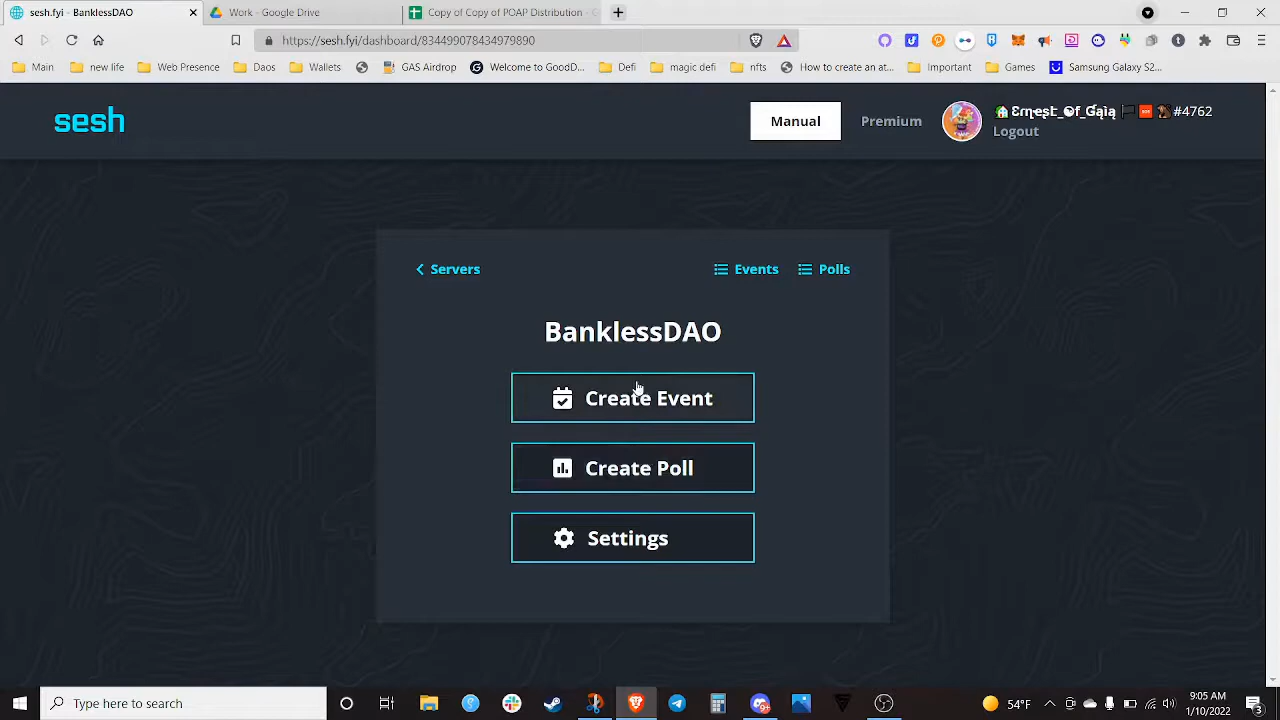 sesh.fyi - BanklessDAO
Work - Google Drive
Copy of Copy of POAP Distribution -
https://sesh.fyi/dashboard/834499078434979890
Main
new life
Web Presence
Daos
Wallets
GAS Airdrop
Welcome to GoodD...
Defi
magic defi
nfts
How to create an at...
Important
Games
Samsung Galaxy S2...
sesh
Manual
Premium
Ernest_Of_Gaia #4762
Logout
Servers
Events
Polls
BanklessDAO
Create Event
Create Poll
Settings
Type here to search
54°F
9:05 AM
1/10/2022